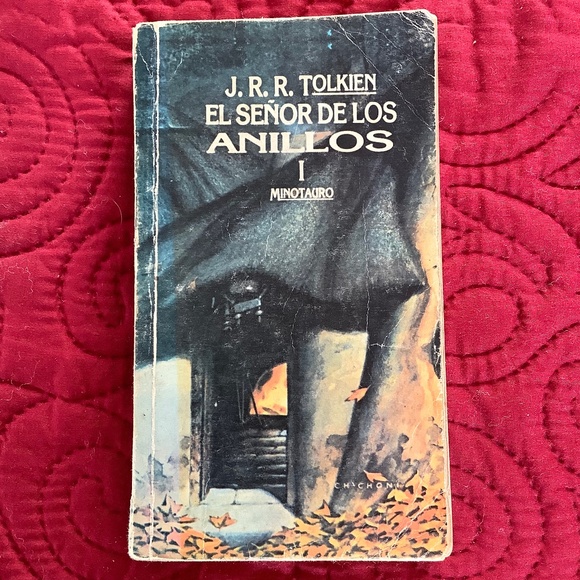 J. R. R. TOLKIEN
EL SEÑOR DE LOS
ANILLOS
I
MINOTAURO
CHICHONI